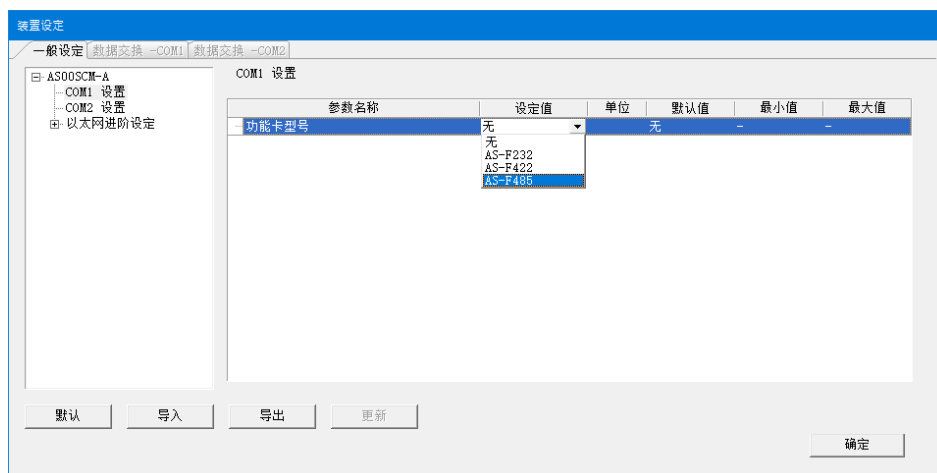 装置设定
一般设定 数据交换 -COM1 数据交换 -COM2
AS00SCM-A
COM1 设置
COM2 设置
以太网进阶设定
COM1 设置
参数名称 设定值 单位 默认值 最小值 最大值
功能卡型号 无 无 - -
无
AS-F232
AS-F422
AS-F485
默认 导入 导出 更新
确定